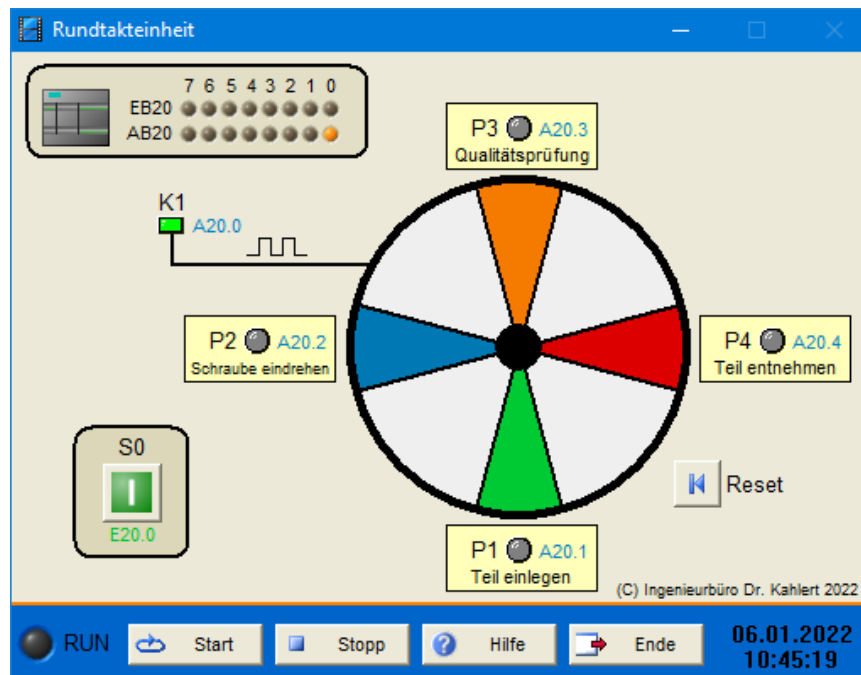 Rundtakteinheit
7 6 5 4 3 2 1 0
EB20
AB20
P3 A20.3
Qualitätsprüfung
K1
A20.0
P2 A20.2
Schraube eindrehen
P4 A20.4
Teil entnehmen
S0
I
E20.0
Reset
P1 A20.1
Teil einlegen
(C) Ingenieurbüro Dr. Kahlert 2022
RUN Start Stopp ? Hilfe Ende 06.01.2022
10:45:19